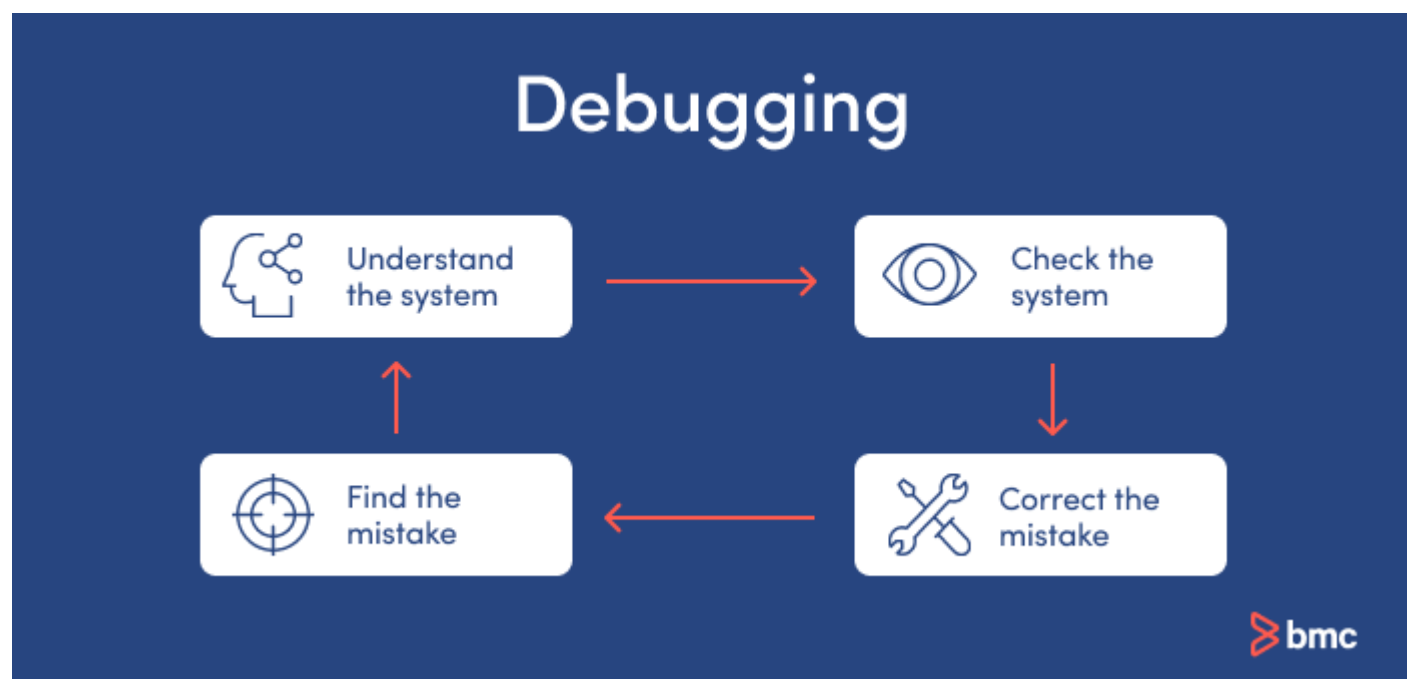 Debugging
Understand
the system
Check the
system
Find the
mistake
Correct the
mistake
bmc